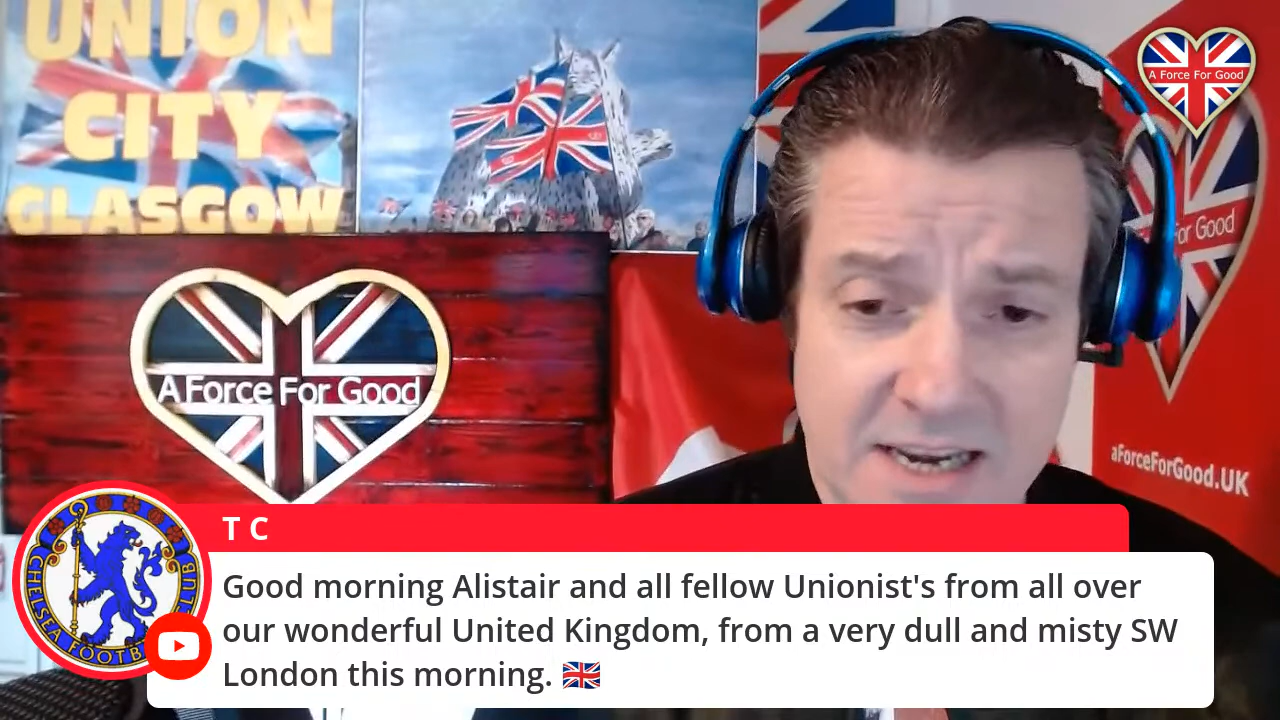 UNION
CITY
GLASGOW
A Force For Good
A Force For Good
For Good
aForceForGood.UK
T C
CHELSEA FOOTBALL CLUB
Good morning Alistair and all fellow Unionist's from all over
our wonderful United Kingdom, from a very dull and misty SW
London this morning.